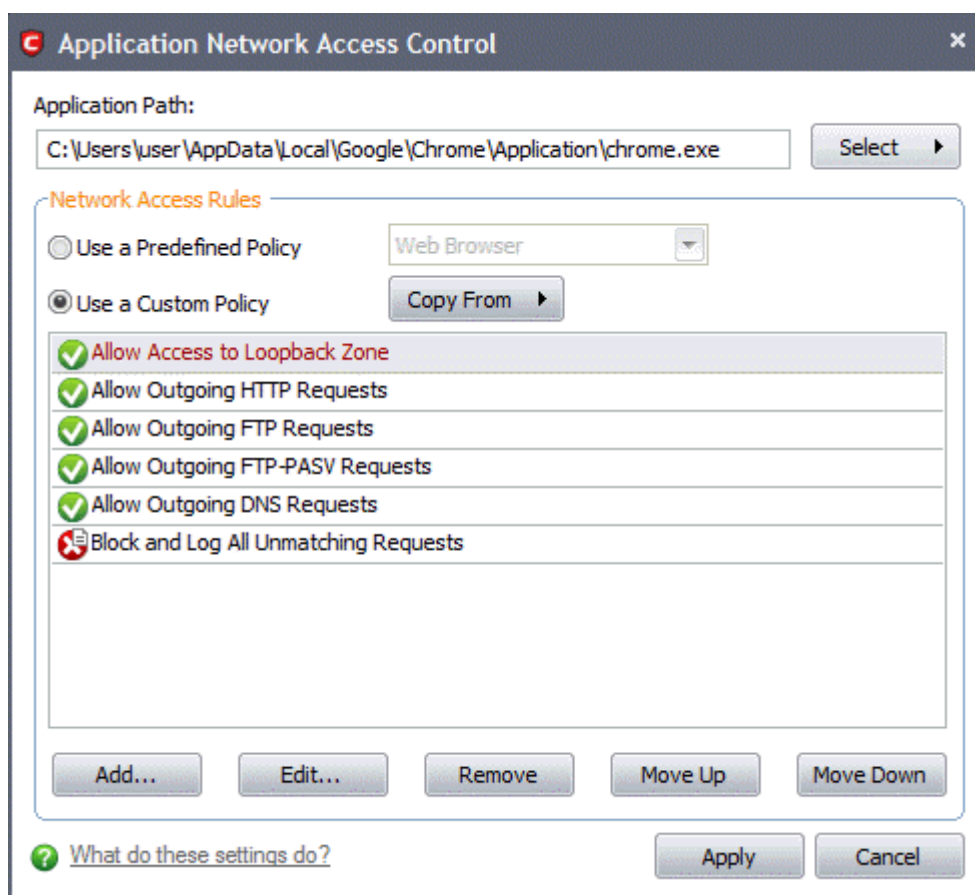 Application Network Access Control
Application Path:
C:\Users\user\AppData\Local\Google\Chrome\Application\chrome.exe
Select
Network Access Rules
Use a Predefined Policy
Web Browser
Use a Custom Policy
Copy From
Allow Access to Loopback Zone
Allow Outgoing HTTP Requests
Allow Outgoing FTP Requests
Allow Outgoing FTP-PASV Requests
Allow Outgoing DNS Requests
Block and Log All Unmatching Requests
Add...
Edit...
Remove
Move Up
Move Down
What do these settings do?
Apply
Cancel